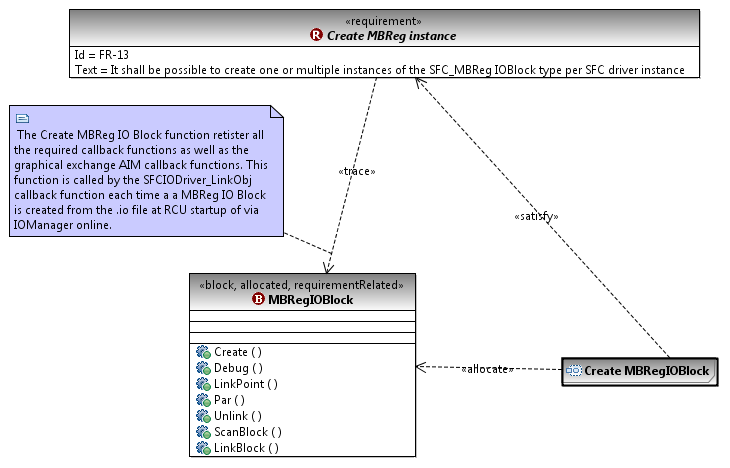 «requirement»
R Create MBReg instance
Id = FR-13
Text = It shall be possible to create one or multiple instances of the SFC_MBReg IOBlock type per SFC driver instance
The Create MBReg IO Block function retister all
the required callback functions as well as the
graphical exchange AIM callback functions. This
function is called by the SFCIODriver_LinkObj
callback function each time a a MBReg IO Block
is created from the .io file at RCU startup of via
IOManager online.
«trace»
«satisfy»
«block, allocated, requirementRelated»
B MBRegIOBlock
Create ( )
Debug ( )
LinkPoint ( )
Par ( )
Unlink ( )
ScanBlock ( )
LinkBlock ( )
«allocate»
Create MBRegIOBlock